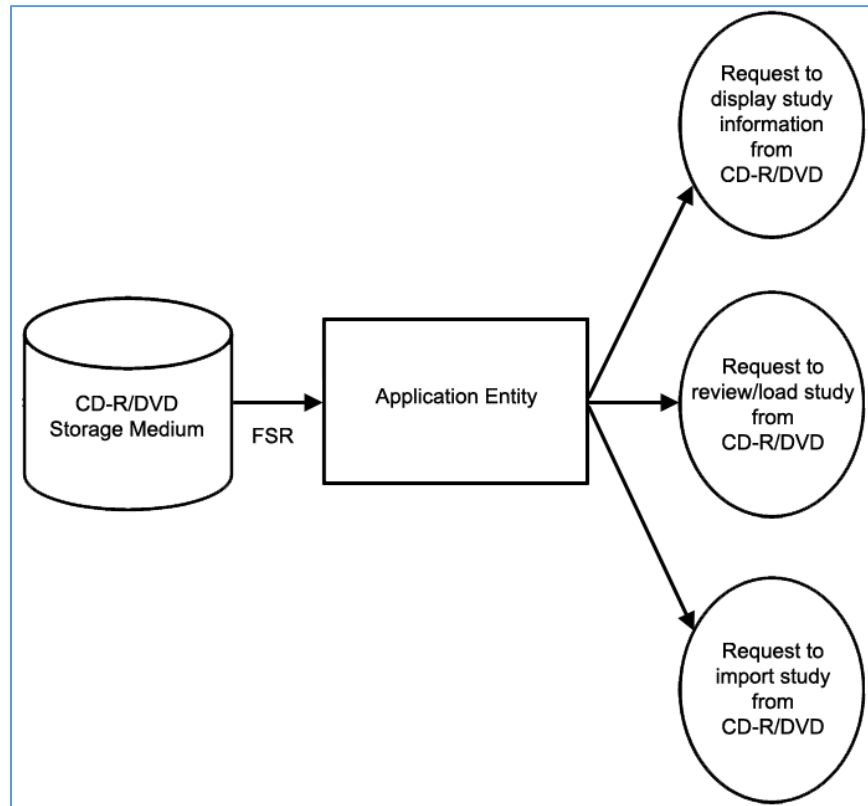 CD-R/DVD
Storage Medium
FSR
Application Entity
Request to
display study
information
from
CD-R/DVD
Request to
review/load study
from
CD-R/DVD
Request to
import study
from
CD-R/DVD